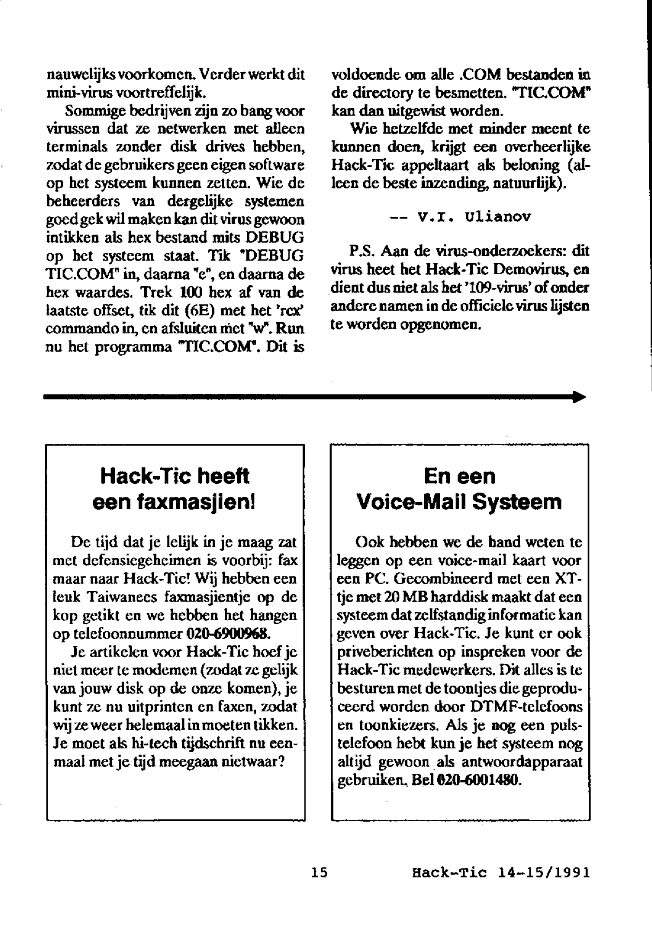 nauwelijks voorkomen. Verder werkt dit
mini-virus voortreffelijk.
Sommige bedrijven zijn zo bang voor
virussen dat ze netwerken met alleen
terminals zonder disk drives hebben,
zodat de gebruikers geen eigen software
op het systeem kunnen zetten. Wie de
beheerders van dergelijke systemen
goed gek wil maken kan dit virus gewoon
intikken als hex bestand mits DEBUG
op het systeem staat. Tik "DEBUG
TIC.COM" in, daarna "e", en daarna de
hex waardes. Trek 100 hex af van de
laatste offset, tik dit (6E) met het 'rcx'
commando in, en afsluiten met "w". Run
nu het programma "TIC.COM". Dit is
voldoende om alle .COM bestanden in
de directory te besmetten. "TIC.COM"
kan dan uitgewist worden.
Wie hetzelfde met minder meent te
kunnen doen, krijgt een overheerlijke
Hack-Tic appeltaart als beloning (al-
leen de beste inzending, natuurlijk).
-- V.I. Ulianov
P.S. Aan de virus-onderzoekers: dit
virus heet het Hack-Tic Demovirus, en
dient dus niet als het '109-virus' of onder
andere namen in de officiele virus lijsten
te worden opgenomen.
Hack-Tic heeft
een faxmasjien!
De tijd dat je lelijk in je maag zat
met defensiegeheimen is voorbij: fax
maar naar Hack-Tic! Wij hebben een
leuk Taiwanees faxmasjientje op de
kop getikt en we hebben het hangen
op telefoonnummer 020-6900968.
Je artikelen voor Hack-Tic hoef je
niet meer te modemen (zodat ze gelijk
van jouw disk op de onze komen), je
kunt ze nu uitprinten en faxen, zodat
wij ze weer helemaal in moeten tikken.
Je moet als hi-tech tijdschrift nu een-
maal met je tijd meegaan nietwaar?
En een
Voice-Mail Systeem
Ook hebben we de hand weten te
leggen op een voice-mail kaart voor
een PC. Gecombineerd met een XT-
tje met 20 MB harddisk maakt dat een
systeem dat zelfstandig informatie kan
geven over Hack-Tic. Je kunt er ook
priveberichten op inspreken voor de
Hack-Tic medewerkers. Dit alles is te
besturen met de toontjes die geprodu-
ceerd worden door DTMF-telefoons
en toonkiezers. Als je nog een puls-
telefoon hebt kun je het systeem nog
altijd gewoon als antwoordapparaat
gebruiken. Bel 020-6001480.
15 Hack-Tic 14-15/1991